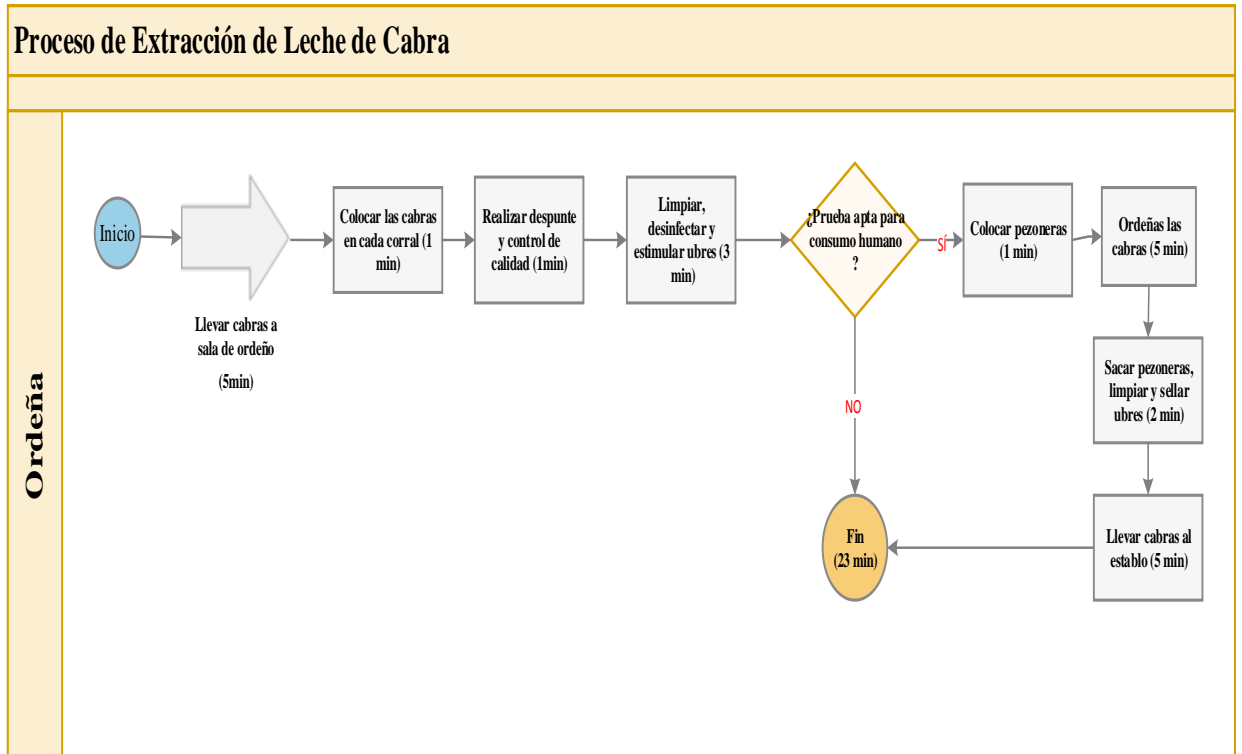 Proceso de Extracción de Leche de Cabra
Ordeña
Inicio
Llevar cabras a
sala de ordeño
(5min)
Colocar las cabras
en cada corral (1
min)
Realizar despunte
y control de
calidad (1min)
Limpiar,
desinfectar y
estimular ubres (3
min)
¿Prueba apta para
consumo humano
?
SÍ
NO
Colocar pezoneras
(1 min)
Ordeñas las
cabras (5 min)
Sacar pezoneras,
limpiar y sellar
ubres (2 min)
Llevar cabras al
establo (5 min)
Fin
(23 min)